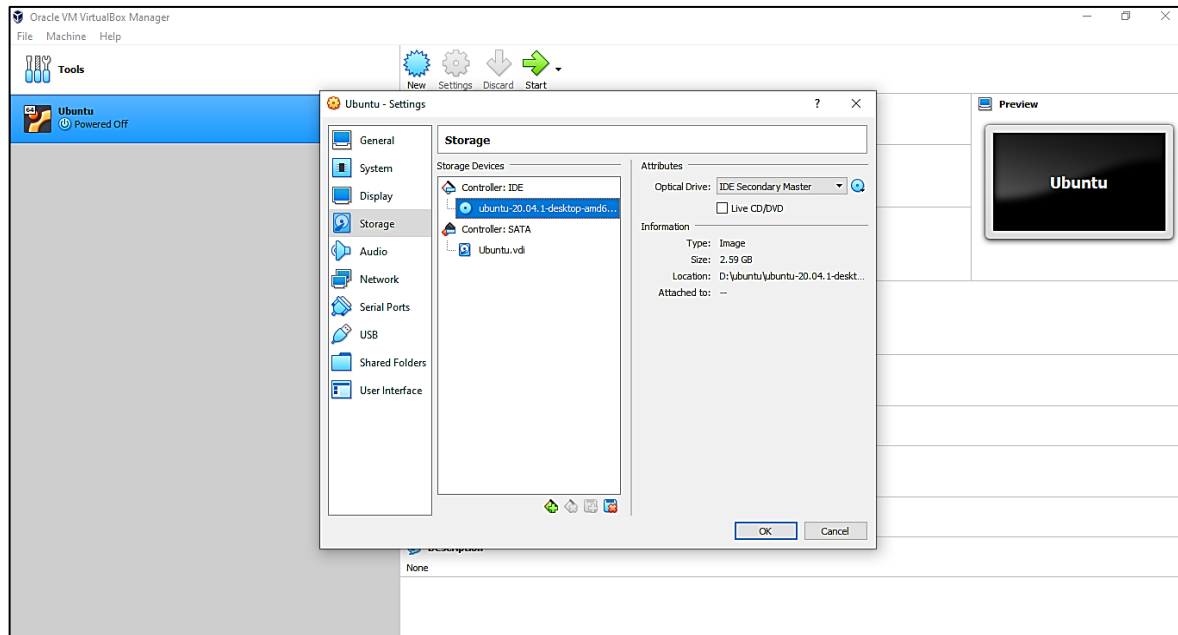 Oracle VM VirtualBox Manager
File Machine Help
Tools
New Settings Discard Start
64
Ubuntu
Powered Off
Preview
Ubuntu
Ubuntu - Settings
?
General
System
Display
Storage
Audio
Network
Serial Ports
USB
Shared Folders
User Interface
Storage
Storage Devices
Controller: IDE
ubuntu-20.04.1-desktop-amd6...
Controller: SATA
Ubuntu.vdi
Attributes
Optical Drive: IDE Secondary Master
Live CD/DVD
Information
Type: Image
Size: 2.59 GB
Location: D:\ubuntu\ubuntu-20.04.1-deskt...
Attached to: --
OK Cancel
Description
None